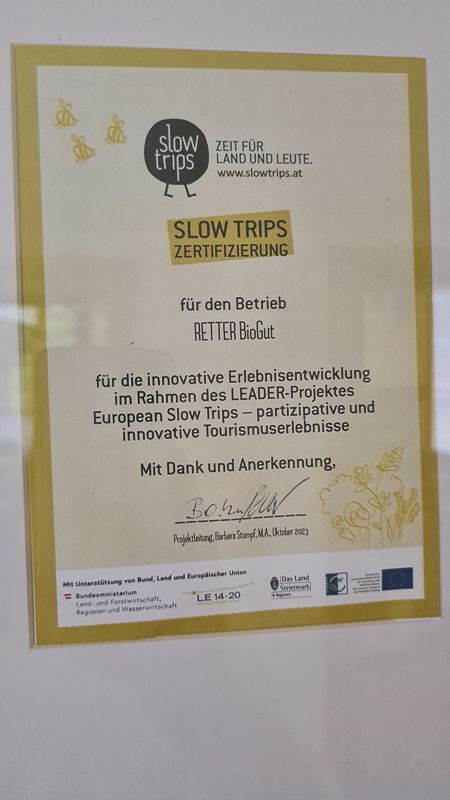 slow
trips
ZEIT FÜR
LAND UND LEUTE.
www.slowtrips.at
SLOW TRIPS
ZERTIFIZIERUNG
für den Betrieb
RETTER BioGut
für die innovative Erlebnisentwicklung
im Rahmen des LEADER-Projektes
European Slow Trips – partizipative und
innovative Tourismuserlebnisse
Mit Dank und Anerkennung,
Projektleitung, Barbara Stumpf, M.A., Oktober 2023
Mit Unterstützung von Bund, Land und Europäischer Union
Bundesministerium
Land- und Forstwirtschaft,
Regionen und Wasserwirtschaft
LE 14-20
Das Land
Steiermark
Regionen